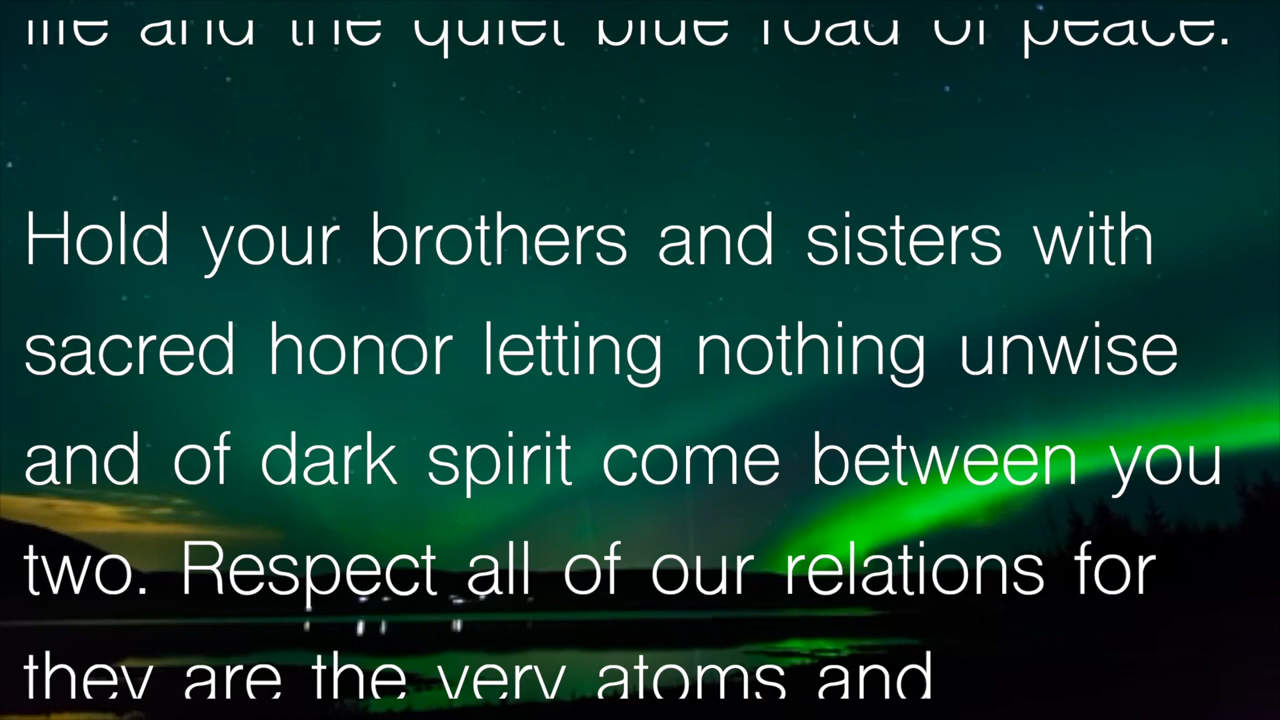 life and the quiet blue road of peace.
Hold your brothers and sisters with
sacred honor letting nothing unwise
and of dark spirit come between you
two. Respect all of our relations for
they are the very atoms and